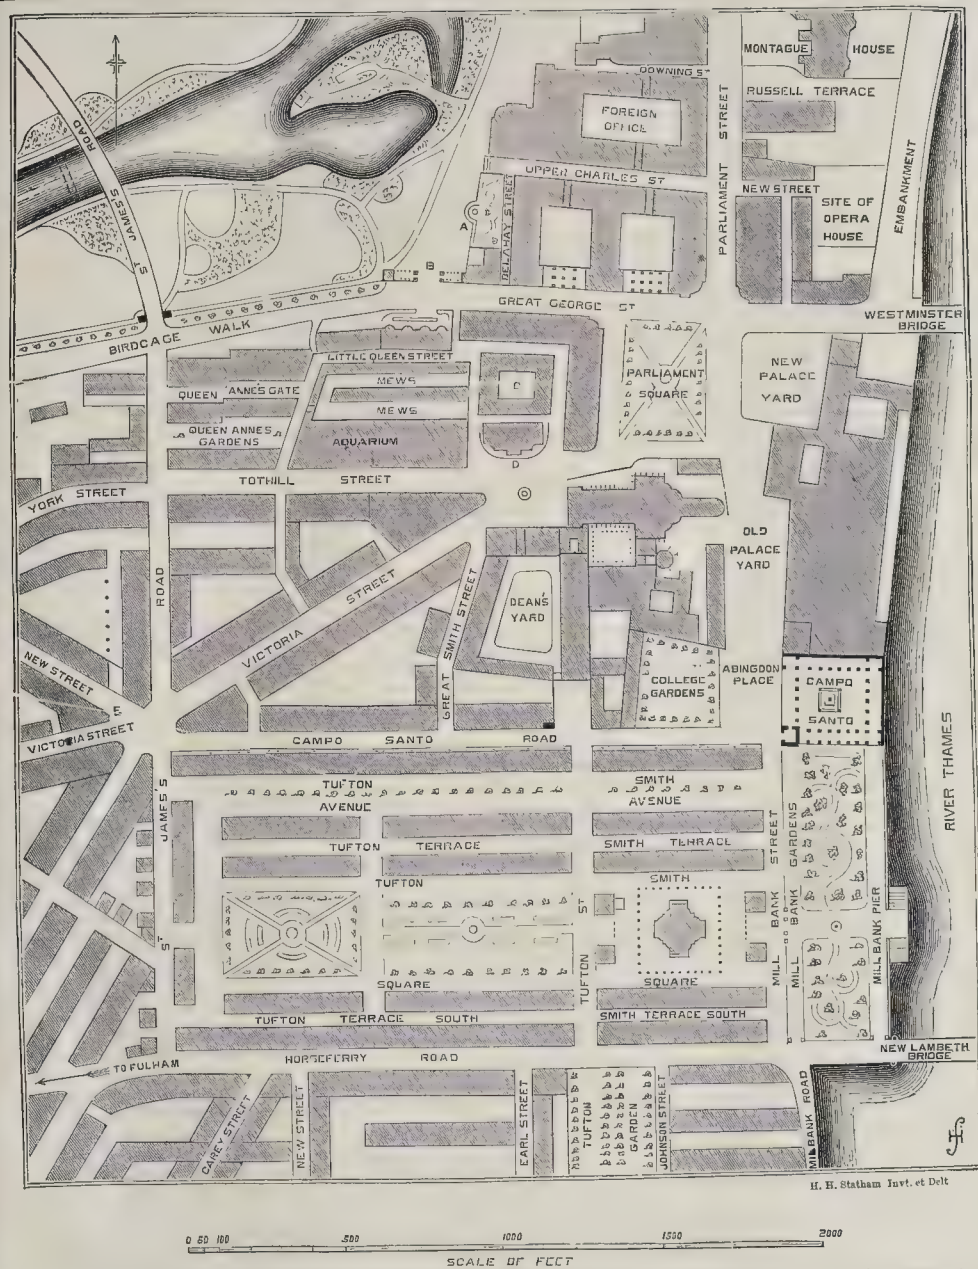 MONTAGUE HOUSE
DOWNING ST
RUSSELL TERRACE
FOREIGN
OFFICE
PARLIAMENT STREET
UPPER CHARLES ST
NEW STREET
SITE OF
OPERA
HOUSE
EMBANKMENT
ROAD
JAMES'S
ST
A
DELAHAY STREET
B
GREAT GEORGE ST
WESTMINSTER
BRIDGE
BIRDCAGE WALK
LITTLE QUEEN STREET
MEWS
QUEEN ANNES GATE
MEWS
C
PARLIAMENT
SQUARE
NEW
PALACE
YARD
QUEEN ANNES
GARDENS
AQUARIUM
D
TOTHILL STREET
YORK STREET
OLD
PALACE
YARD
ROAD
VICTORIA STREET
GREAT SMITH STREET
DEAN'S
YARD
NEW STREET
E
VICTORIA STREET
COLLEGE
GARDENS
ABINGDON
PLACE
CAMPO
SANTO
CAMPO SANTO ROAD
RIVER THAMES
TUFTON
AVENUE
SMITH
AVENUE
JAMES'S
ST
TUFTON TERRACE
SMITH TERRACE
TUFTON
SMITH
MILL BANK STREET
MILL BANK GARDENS
MILLBANK PIER
TUFTON ST
SQUARE
SQUARE
TUFTON TERRACE SOUTH
SMITH TERRACE SOUTH
HORSEFERRY ROAD
NEW LAMBETH
BRIDGE
TO FULHAM
CAREY STREET
NEW STREET
EARL STREET
TUFTON
GARDEN
JOHNSON STREET
MILBANK ROAD
H. H. Statham Invt. et Delt
0 50 100 500 1000 1500 2000
SCALE OF FEET